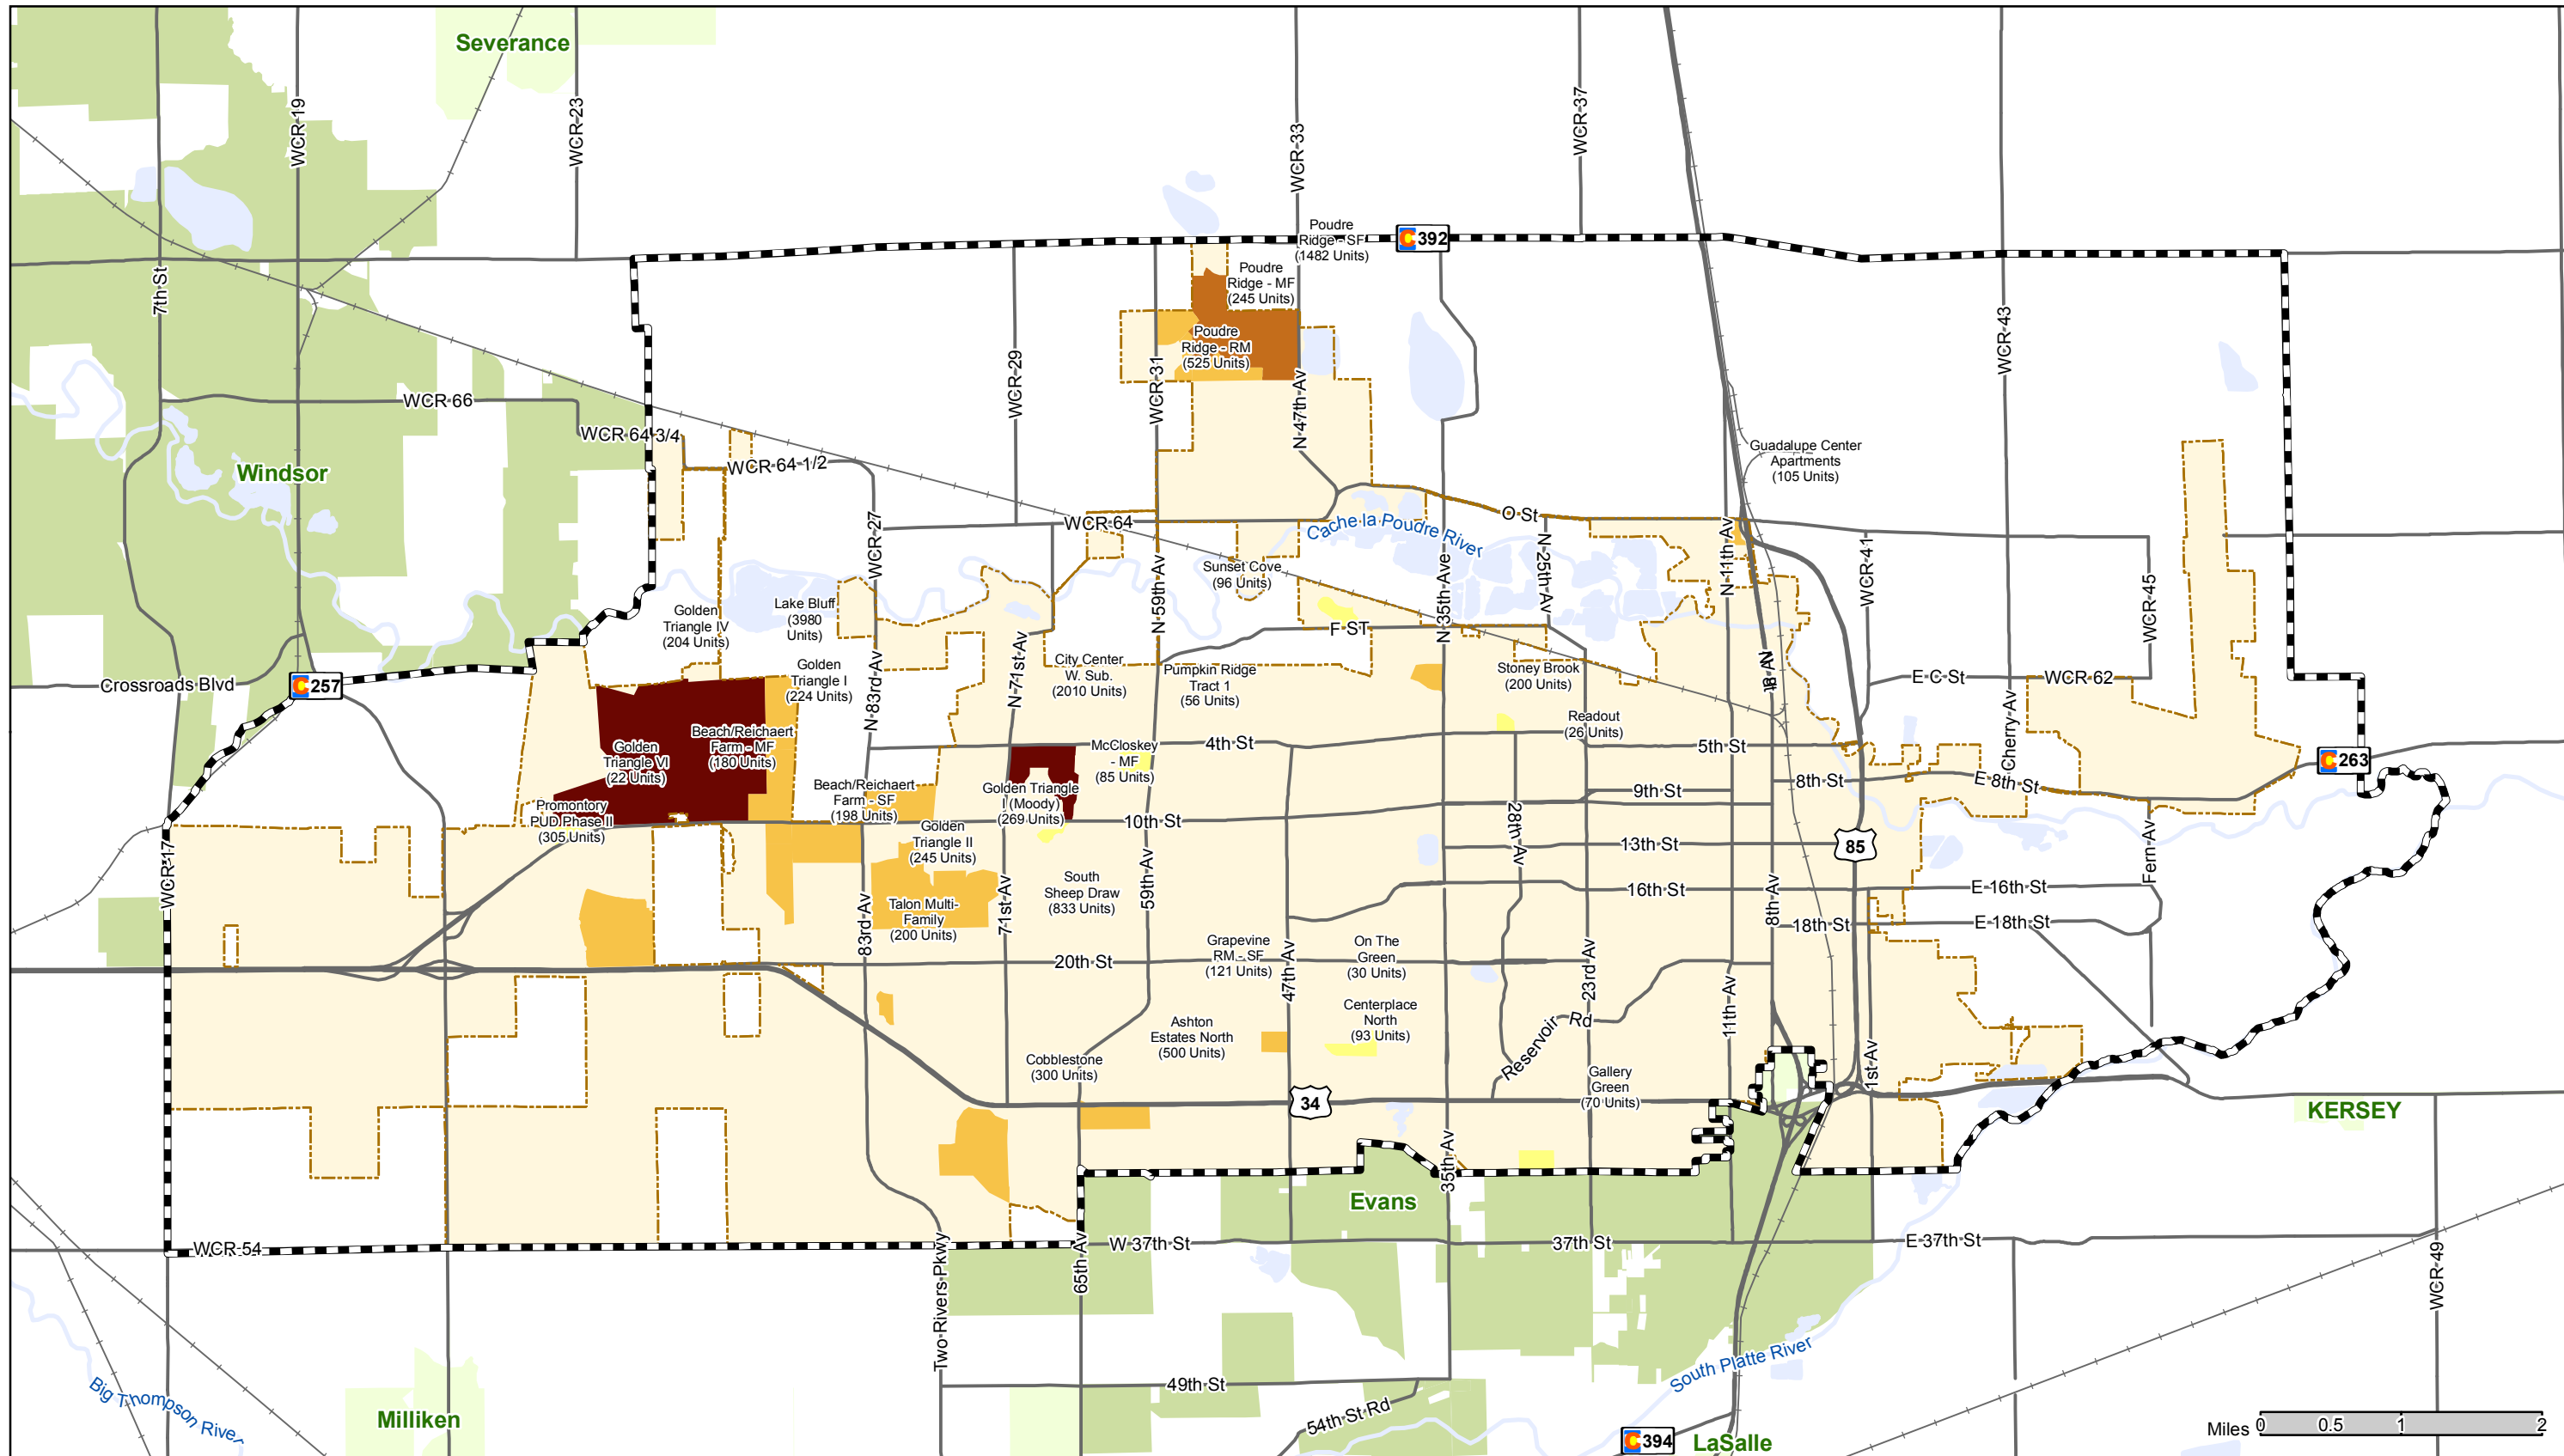 Severance
WCR 19
WCR 23
WCR 33
WCR 37
7th St
Poudre
Ridge - SF
(1482 Units)
392
Poudre
Ridge - MF
(245 Units)
Poudre
Ridge - RM
(525 Units)
WCR 29
WCR 31
N 47th Av
WCR 43
WCR 66
WCR 64 3/4
WCR 64 1/2
Windsor
Guadalupe Center
Apartments
(105 Units)
WCR 27
WCR 64
O St
Cache la Poudre River
N 59th Av
N 35th Ave
N 25th Av
N 11th Av
WCR 41
WCR 45
Sunset Cove
(96 Units)
Golden
Triangle IV
(204 Units)
Lake Bluff
(3980
Units)
F ST
257
Crossroads Blvd
Golden
Triangle I
(224 Units)
N 83rd Av
N 71st Av
City Center
W. Sub.
(2010 Units)
Pumpkin Ridge
Tract 1
(56 Units)
Stoney Brook
(200 Units)
E C St
WCR 62
Cherry Av
Golden
Triangle VI
(22 Units)
Beach/Reichaert
Farm - MF
(180 Units)
McCloskey
- MF
(85 Units)
4th St
Readout
(26 Units)
5th St
263
Promontory
PUD Phase II
(305 Units)
Beach/Reichaert
Farm - SF
(198 Units)
Golden Triangle
I (Moody)
(269 Units)
8th St
E 8th St
9th St
10th St
Golden
Triangle II
(245 Units)
28th Av
13th St
85
Fern Av
WCR 17
South
Sheep Draw
(833 Units)
59th Av
16th St
E 16th St
Talon Multi-
Family
(200 Units)
83rd Av
71st Av
8th Av
18th St
E 18th St
20th St
Grapevine
RM - SF
(121 Units)
47th Av
On The
Green
(30 Units)
23rd Av
11th Av
Centerplace
North
(93 Units)
Reservoir Rd
Ashton
Estates North
(500 Units)
Cobblestone
(300 Units)
Gallery
Green
(70 Units)
1st Av
34
KERSEY
35th Av
Evans
WCR 54
W 37th St
37th St
E 37th St
Two Rivers Pkwy
65th Av
WCR 49
49th St
54th St Rd
South Platte River
Big Thompson River
Milliken
394
LaSalle
Miles 0 0.5 1 2